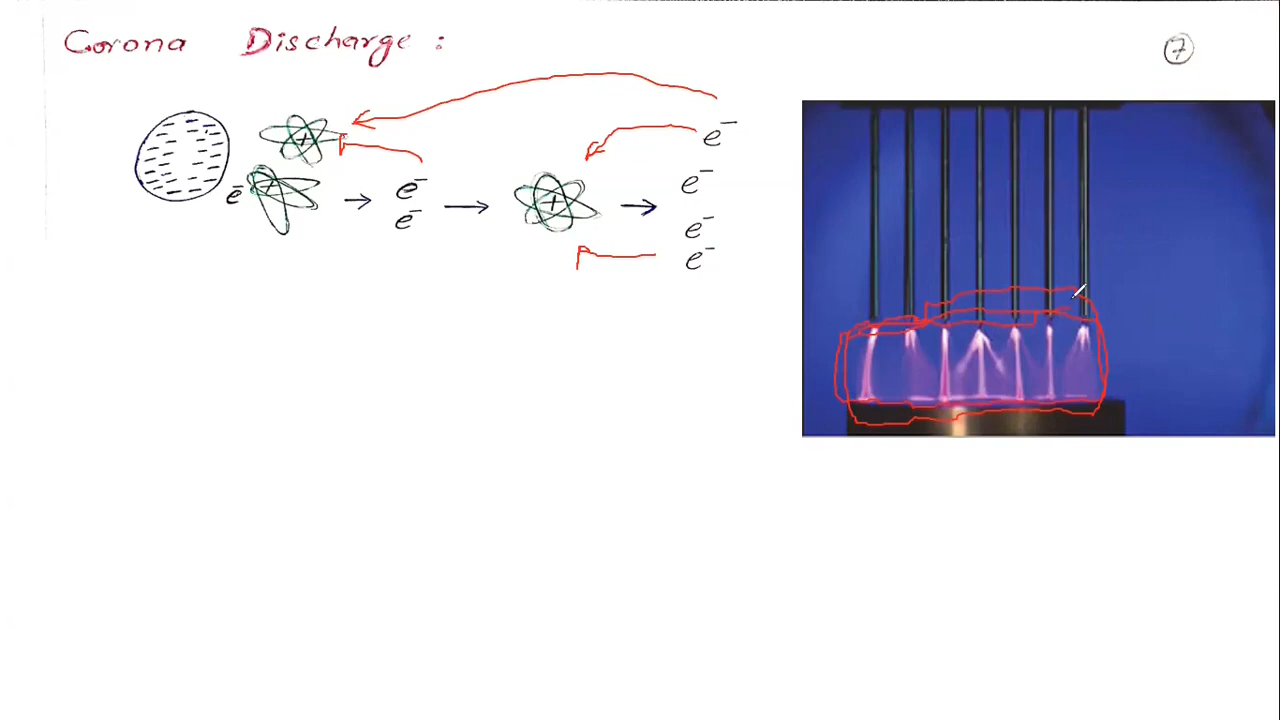 Corona Discharge :
7
+
e⁻ + → e⁻ e⁻ → + → e⁻ e⁻ e⁻ e⁻